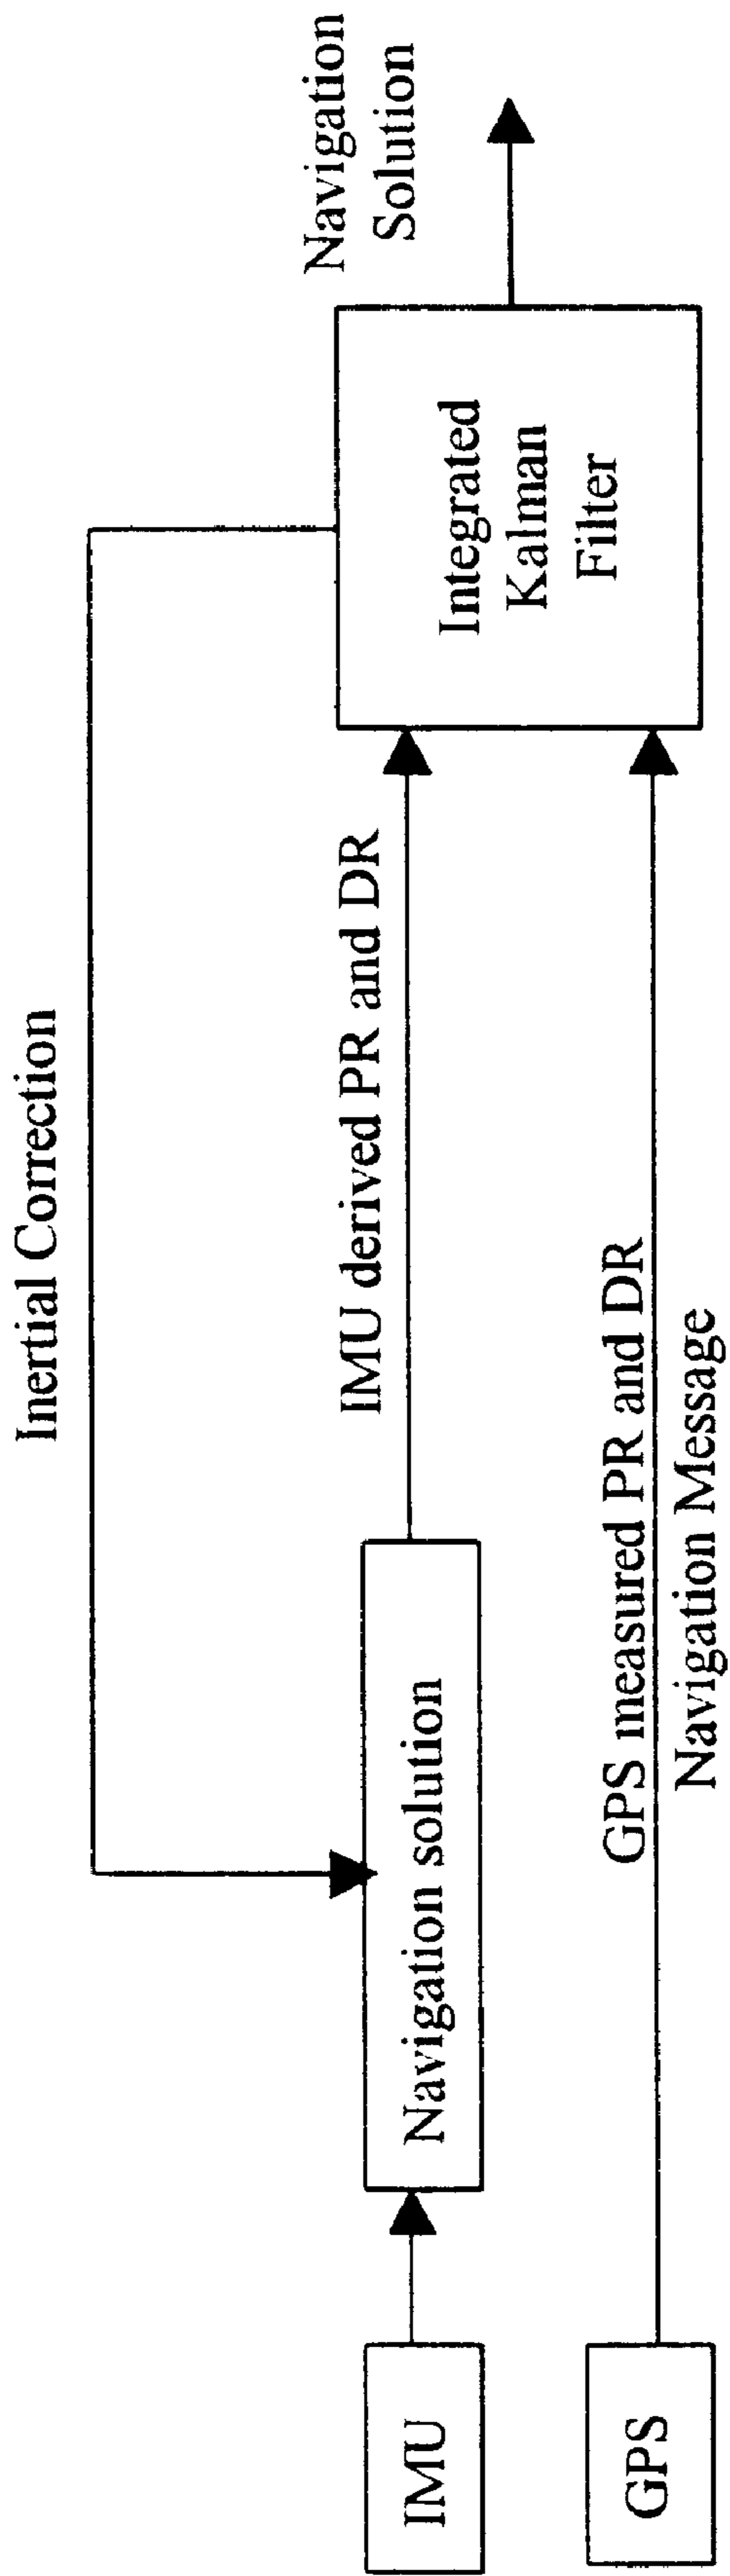 Inertial Correction
Navigation
Solution
IMU
Navigation solution
IMU derived PR and DR
Integrated
Kalman
Filter
GPS
GPS measured PR and DR
Navigation Message